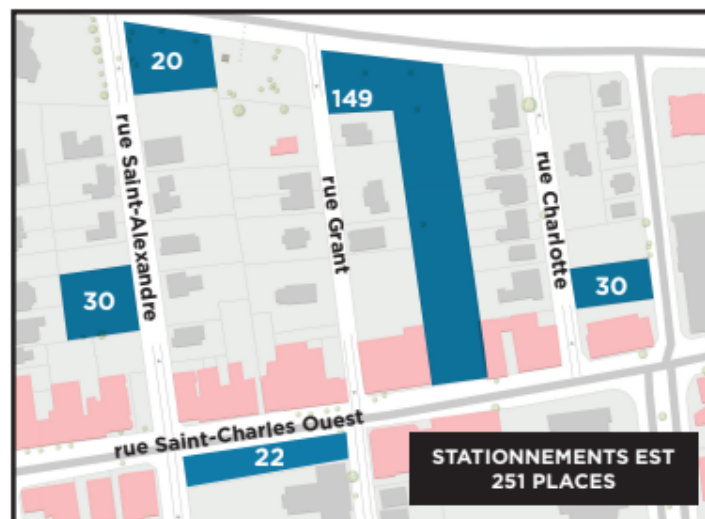 20
149
rue Saint-Alexandre
rue Grant
rue Charlotte
30
30
rue Saint-Charles Ouest
22
STATIONNEMENTS EST
251 PLACES